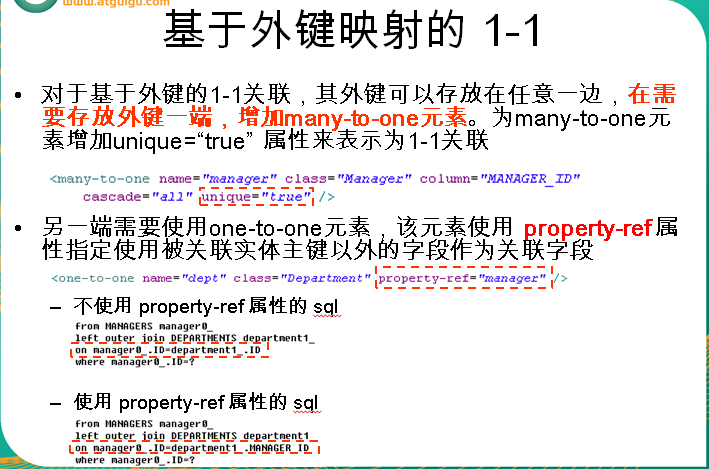 www.atguigu.com
基于外键映射的 1-1
• 对于基于外键的1-1关联，其外键可以存放在任意一边，在需
要存放外键一端，增加many-to-one元素。为many-to-one元
素增加unique=“true” 属性来表示为1-1关联
<many-to-one name="manager" class="Manager" column="MANAGER_ID"
cascade="all" unique="true" />
• 另一端需要使用one-to-one元素，该元素使用 property-ref属
性指定使用被关联实体主键以外的字段作为关联字段
<one-to-one name="dept" class="Department" property-ref="manager" />
– 不使用 property-ref 属性的 sql
from MANAGERS manager0_
left outer join DEPARTMENTS department1_
on manager0_.ID=department1_.ID
where manager0_.ID=?
– 使用 property-ref 属性的 sql
from MANAGERS manager0_
left outer join DEPARTMENTS department1_
on manager0_.ID=department1_.MANAGER_ID
where manager0_.ID=?